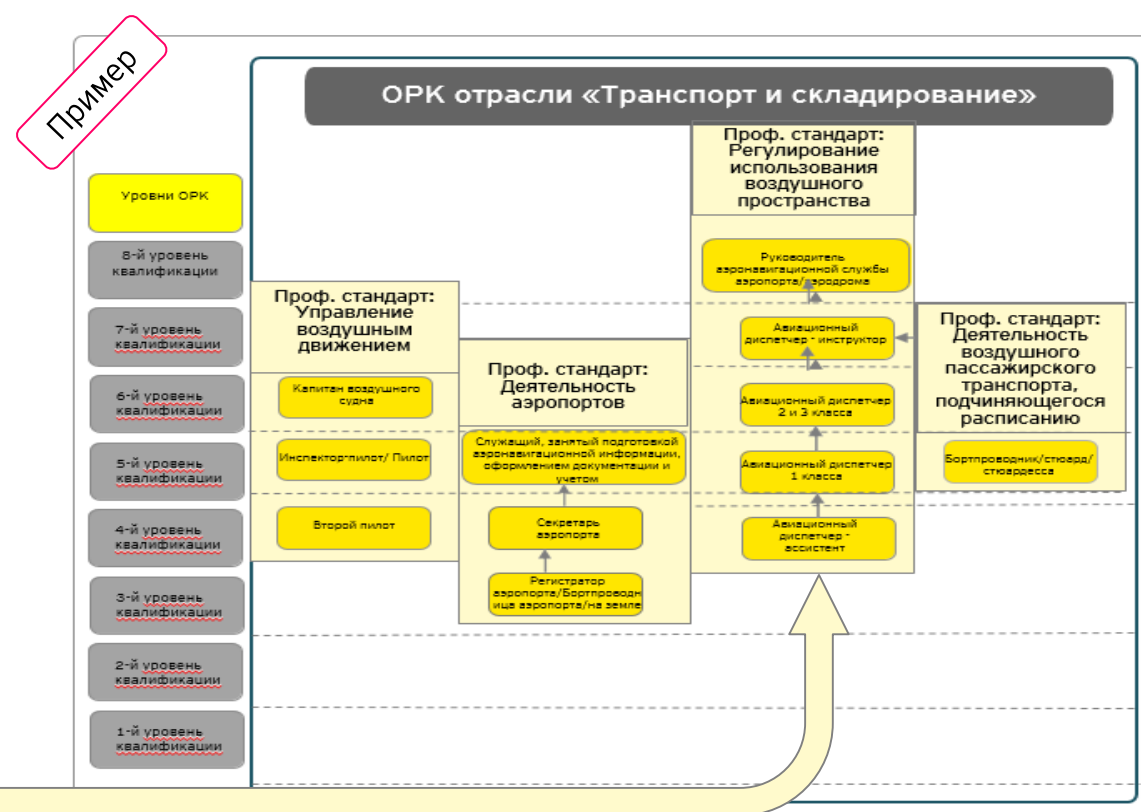 Пример
ОРК отрасли «Транспорт и складирование»
Уровни ОРК
8-й уровень
квалификации
7-й уровень
квалификации
6-й уровень
квалификации
5-й уровень
квалификации
4-й уровень
квалификации
3-й уровень
квалификации
2-й уровень
квалификации
1-й уровень
квалификации
Проф. стандарт:
Управление
воздушным
движением
Капитан воздушного
судна
Инспектор-пилот/ Пилот
Второй пилот
Проф. стандарт:
Деятельность
аэропортов
Служащий, занятый подготовкой
аэронавигационной информации,
оформлением документации и
учетом
Секретарь
аэропорта
Регистратор
аэропорта/Бортпроводн
ица аэропорта/на земле
Проф. стандарт:
Регулирование
использования
воздушного
пространства
Руководитель
аэронавигационной службы
аэропорта/аэродрома
Авиационный
диспетчер - инструктор
Авиационный диспетчер
2 и 3 класса
Авиационный диспетчер
1 класса
Авиационный
диспетчер -
ассистент
Проф. стандарт:
Деятельность
воздушного
пассажирского
транспорта,
подчиняющегося
расписанию
Бортпроводник/стюард/
стюардесса